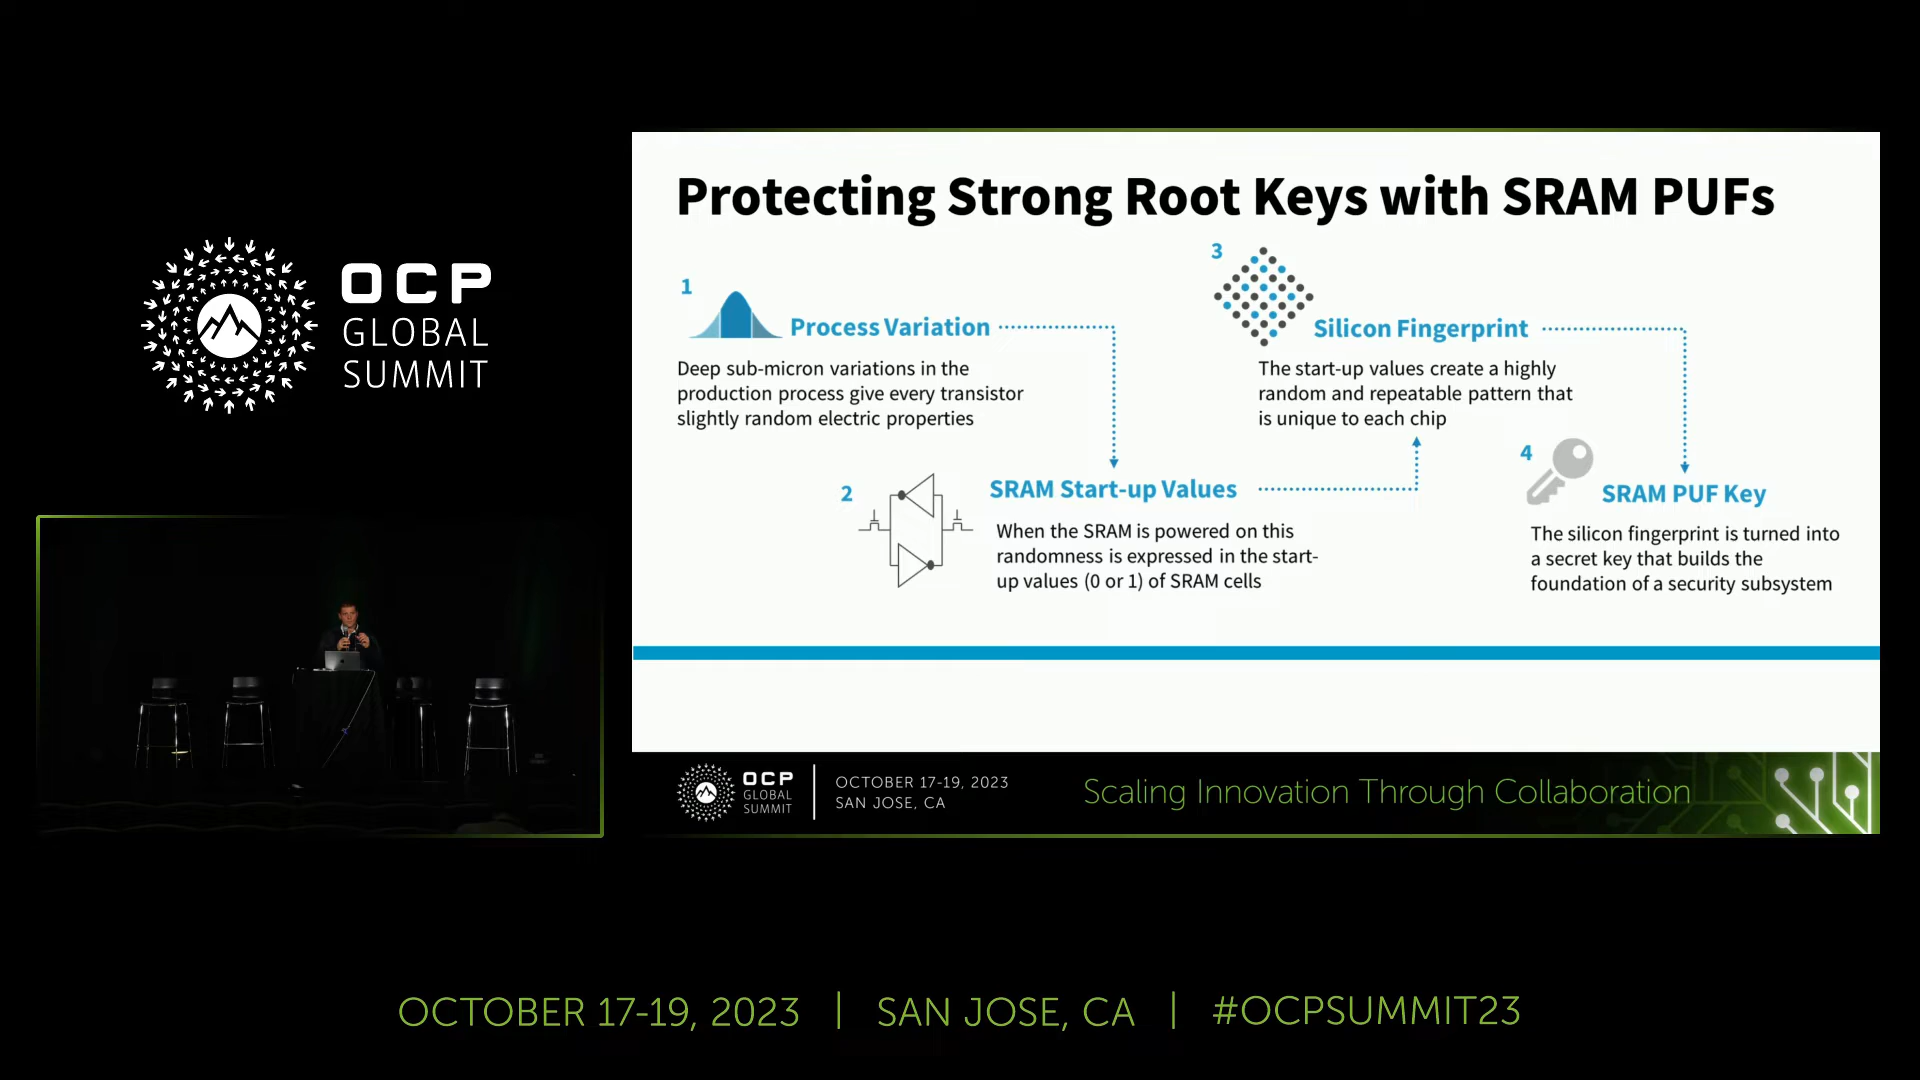 OCP
GLOBAL
SUMMIT
Protecting Strong Root Keys with SRAM PUFs
1
Process Variation
Deep sub-micron variations in the
production process give every transistor
slightly random electric properties
2
SRAM Start-up Values
When the SRAM is powered on this
randomness is expressed in the start-
up values (0 or 1) of SRAM cells
3
Silicon Fingerprint
The start-up values create a highly
random and repeatable pattern that
is unique to each chip
4
SRAM PUF Key
The silicon fingerprint is turned into
a secret key that builds the
foundation of a security subsystem
OCP
GLOBAL
SUMMIT
OCTOBER 17-19, 2023
SAN JOSE, CA
Scaling Innovation Through Collaboration
OCTOBER 17-19, 2023 | SAN JOSE, CA | #OCPSUMMIT23